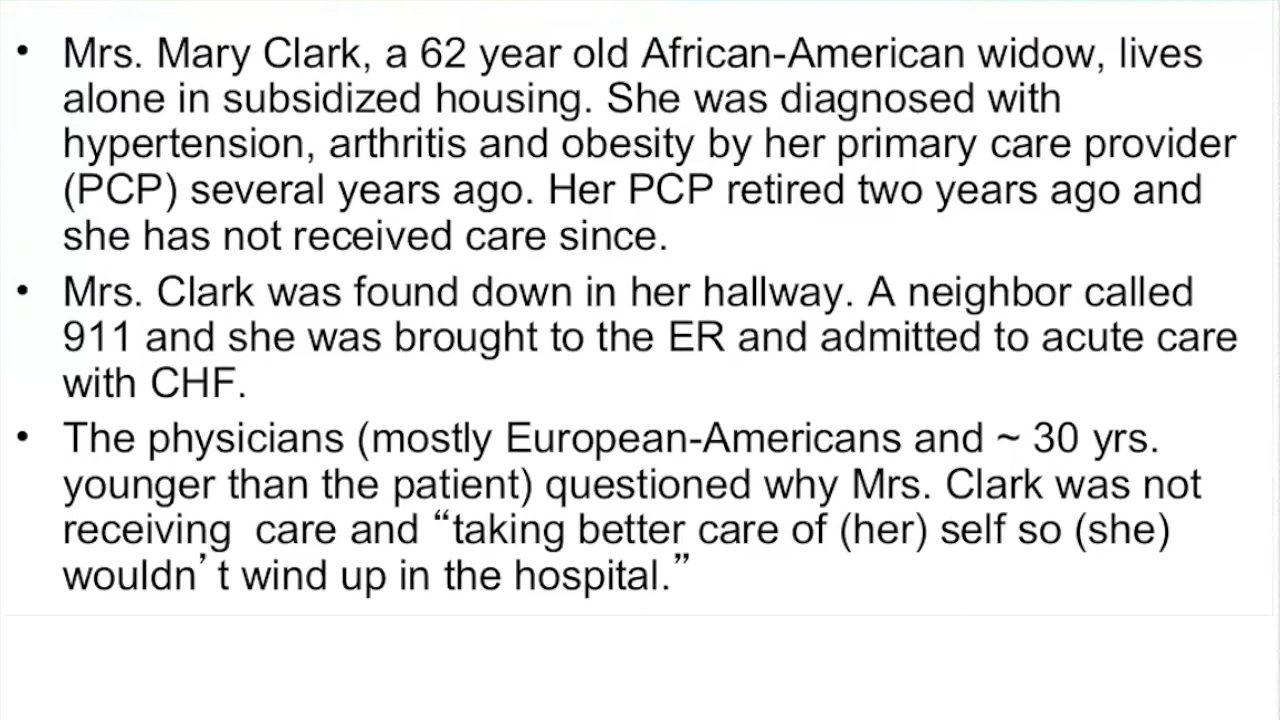 • Mrs. Mary Clark, a 62 year old African-American widow, lives
alone in subsidized housing. She was diagnosed with
hypertension, arthritis and obesity by her primary care provider
(PCP) several years ago. Her PCP retired two years ago and
she has not received care since.
• Mrs. Clark was found down in her hallway. A neighbor called
911 and she was brought to the ER and admitted to acute care
with CHF.
• The physicians (mostly European-Americans and ~ 30 yrs.
younger than the patient) questioned why Mrs. Clark was not
receiving  care and “taking better care of (her) self so (she)
wouldn’ t wind up in the hospital.”